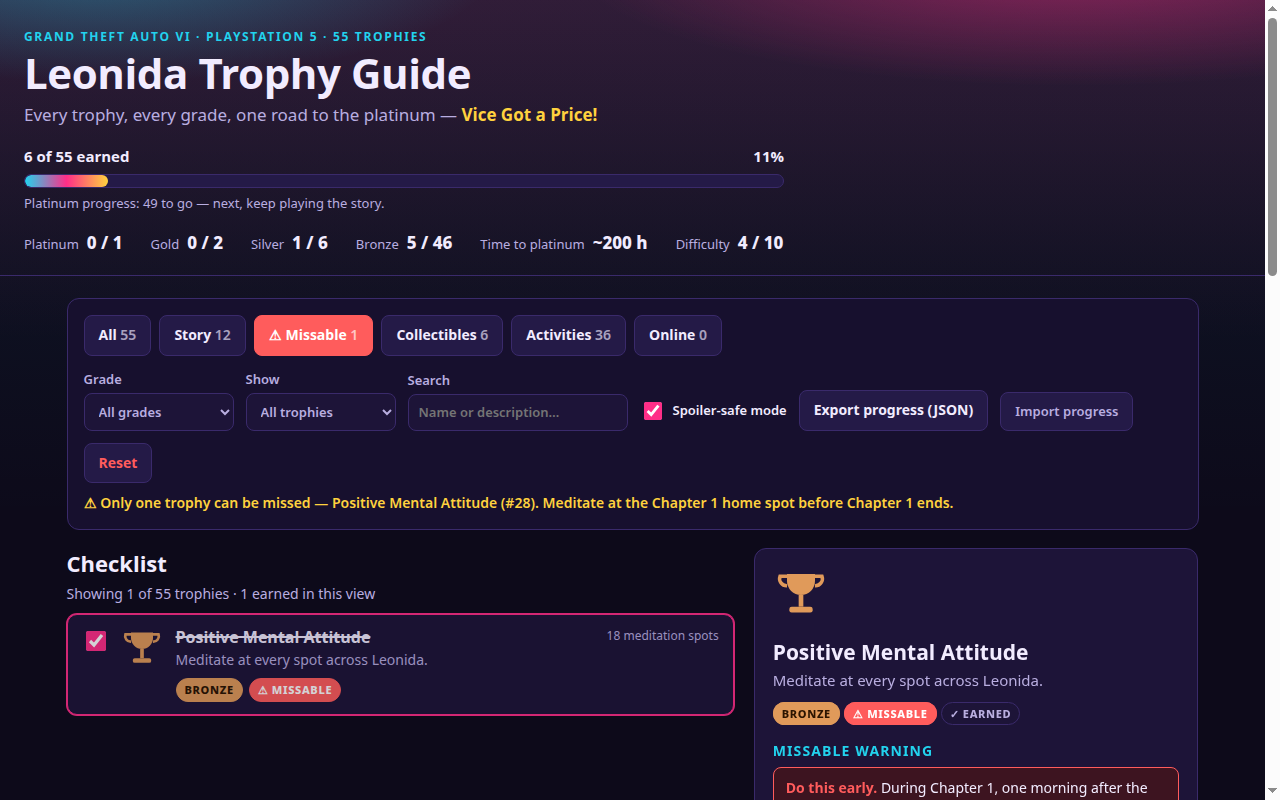 GRAND THEFT AUTO VI · PLAYSTATION 5 · 55 TROPHIES
Leonida Trophy Guide
Every trophy, every grade, one road to the platinum — Vice Got a Price!
6 of 55 earned 11%
Platinum progress: 49 to go — next, keep playing the story.
Platinum 0 / 1 Gold 0 / 2 Silver 1 / 6 Bronze 5 / 46 Time to platinum ~200 h Difficulty 4 / 10
All 55 Story 12 ⚠ Missable 1 Collectibles 6 Activities 36 Online 0
Grade Show Search
All grades All trophies Name or description... Spoiler-safe mode Export progress (JSON) Import progress
Reset
⚠ Only one trophy can be missed — Positive Mental Attitude (#28). Meditate at the Chapter 1 home spot before Chapter 1 ends.
Checklist
Showing 1 of 55 trophies · 1 earned in this view
Positive Mental Attitude 18 meditation spots
Meditate at every spot across Leonida.
BRONZE ⚠ MISSABLE
Positive Mental Attitude
Meditate at every spot across Leonida.
BRONZE ⚠ MISSABLE ✓ EARNED
MISSABLE WARNING
Do this early. During Chapter 1, one morning after the